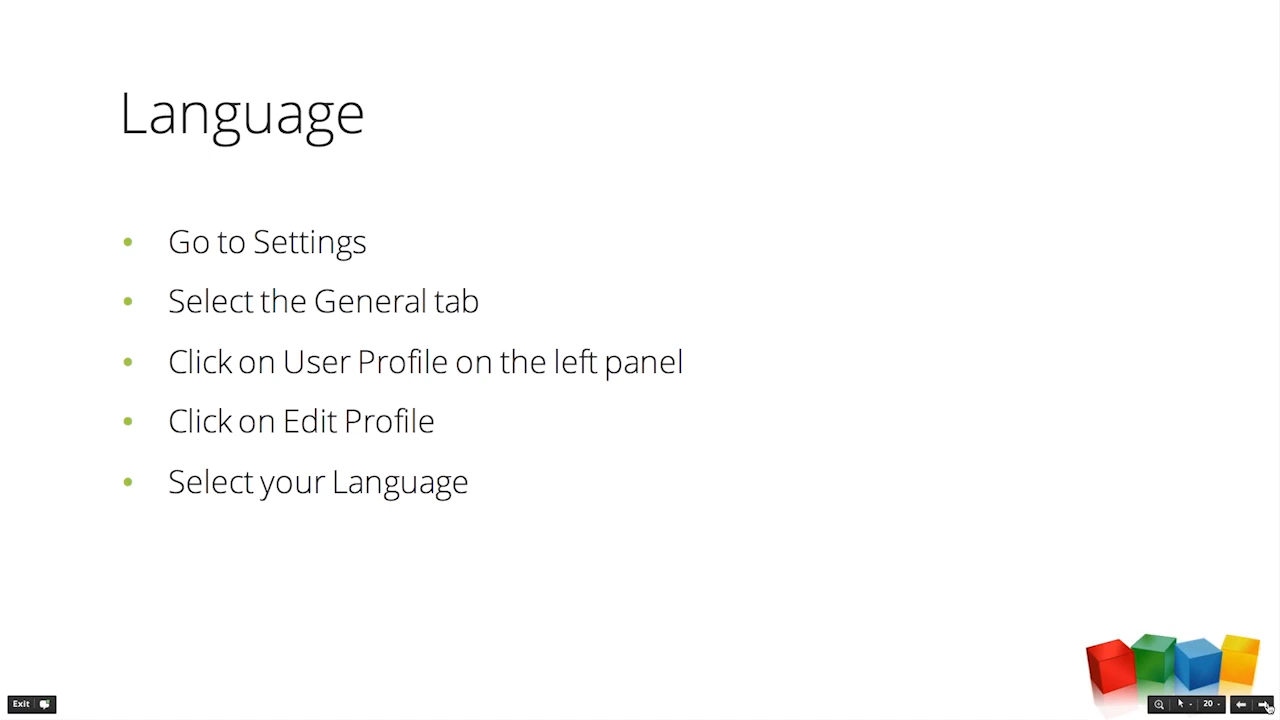 Language
Go to Settings
Select the General tab
Click on User Profile on the left panel
Click on Edit Profile
Select your Language
Exit
20